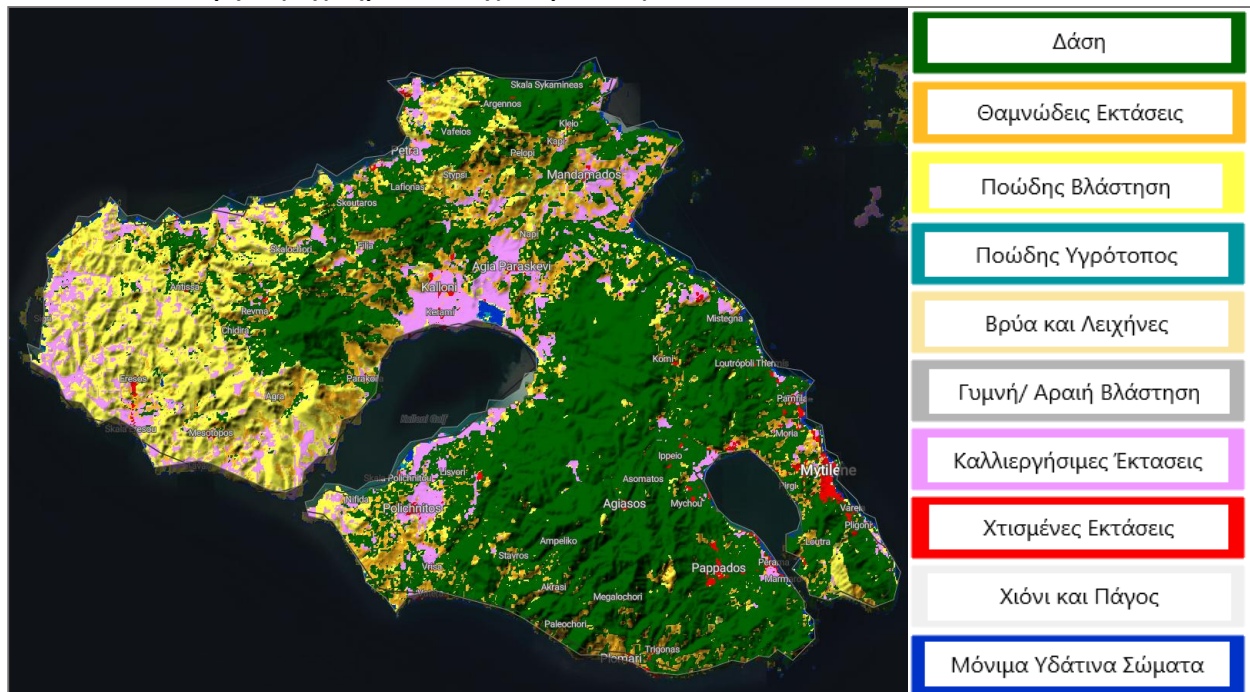 Skala Sykamineas
Argennos
Kleio
Vafeios
Kapi
Petra
Pelopi
Stypsi
Mandamados
Lafionas
Skoutaros
Napi
Filia
Skalochori
Agia Paraskevi
Antissa
Kalloni
Revma
Kerami
Chidira
Mistegna
Komi
Loutropoli Thermis
Eresos
Parakoila
Agra
Pamfila
Skala Eresou
Mesotopos
Kalloni Gulf
Moria
Ippeio
Mytilene
Skala Polichnitou
Lisvori
Asomatos
Nifida
Polichnitos
Agiasos
Mychou
Varei
Pligoni
Ampeliko
Loutra
Stavros
Pappados
Perama
Vrisa
Akrasi
Megalochori
Paleochori
Trigonas
Plomari
Δάση
Θαμνώδεις Εκτάσεις
Ποώδης Βλάστηση
Ποώδης Υγρότοπος
Βρύα και Λειχήνες
Γυμνή/ Αραιή Βλάστηση
Καλλιεργήσιμες Έκτασεις
Χτισμένες Εκτάσεις
Χιόνι και Πάγος
Μόνιμα Υδάτινα Σώματα